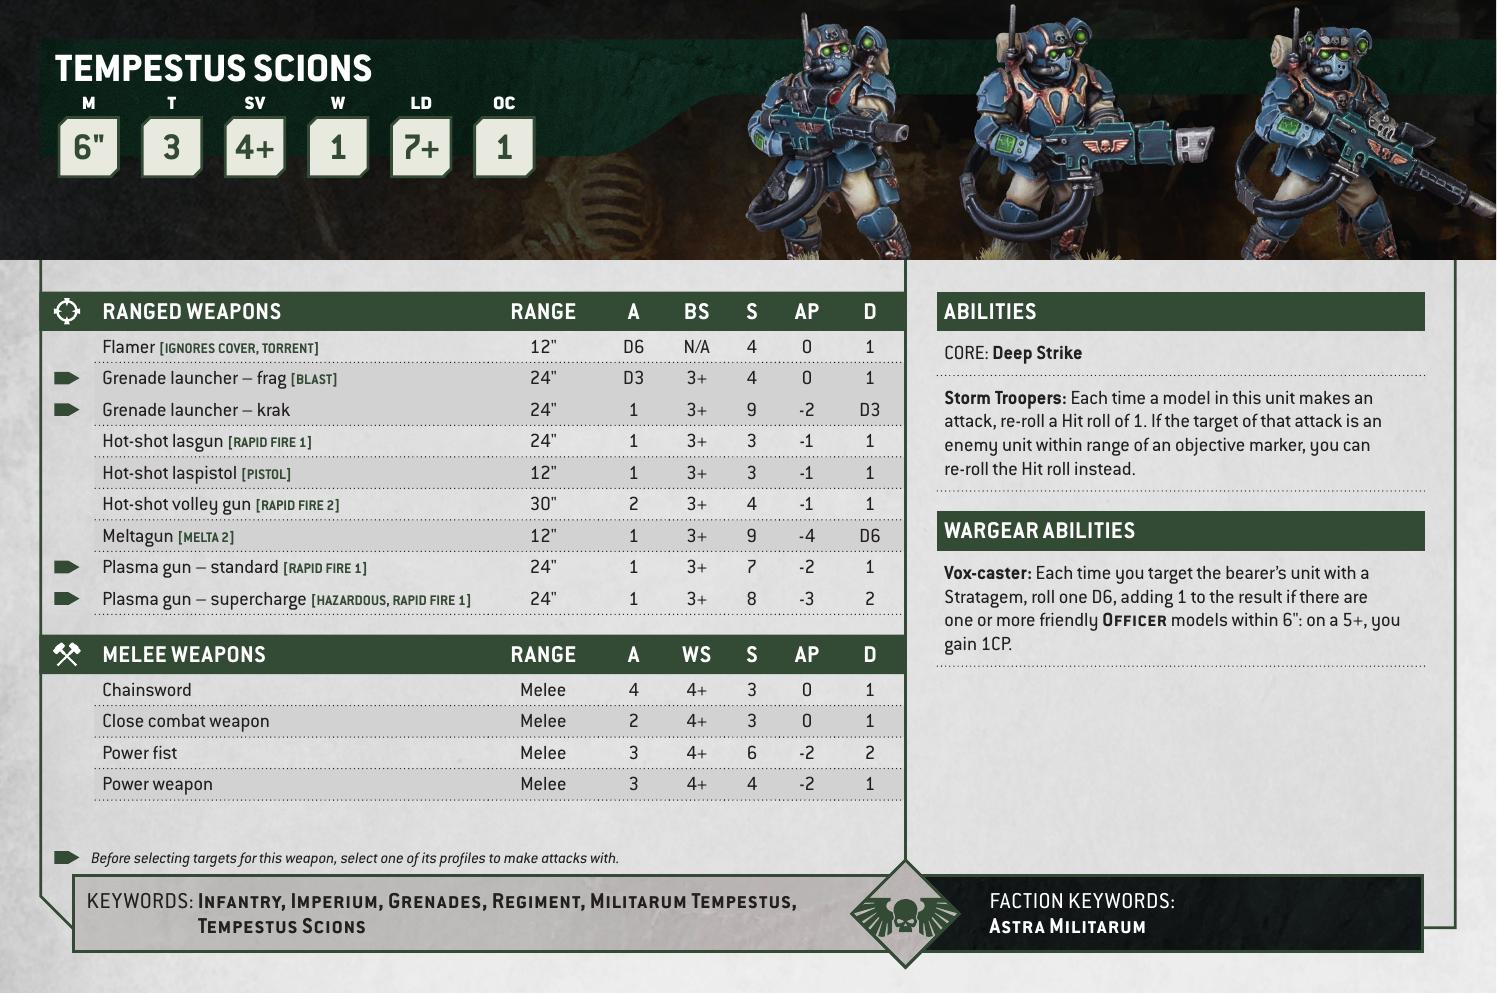 TEMPESTUS SCIONS
M T SV W LD OC
6" 3 4+ 1 7+ 1
RANGED WEAPONS RANGE A BS S AP D
Flamer [IGNORES COVER, TORRENT] 12" D6 N/A 4 0 1
Grenade launcher – frag [BLAST] 24" D3 3+ 4 0 1
Grenade launcher – krak 24" 1 3+ 9 -2 D3
Hot-shot lasgun [RAPID FIRE 1] 24" 1 3+ 3 -1 1
Hot-shot laspistol [PISTOL] 12" 1 3+ 3 -1 1
Hot-shot volley gun [RAPID FIRE 2] 30" 2 3+ 4 -1 1
Meltagun [MELTA 2] 12" 1 3+ 9 -4 D6
Plasma gun – standard [RAPID FIRE 1] 24" 1 3+ 7 -2 1
Plasma gun – supercharge [HAZARDOUS, RAPID FIRE 1] 24" 1 3+ 8 -3 2
MELEE WEAPONS RANGE A WS S AP D
Chainsword Melee 4 4+ 3 0 1
Close combat weapon Melee 2 4+ 3 0 1
Power fist Melee 3 4+ 6 -2 2
Power weapon Melee 3 4+ 4 -2 1
Before selecting targets for this weapon, select one of its profiles to make attacks with.
ABILITIES
CORE: Deep Strike
Storm Troopers: Each time a model in this unit makes an
attack, re-roll a Hit roll of 1. If the target of that attack is an
enemy unit within range of an objective marker, you can
re-roll the Hit roll instead.
WARGEAR ABILITIES
Vox-caster: Each time you target the bearer's unit with a
Stratagem, roll one D6, adding 1 to the result if there are
one or more friendly OFFICER models within 6": on a 5+, you
gain 1CP.
KEYWORDS: INFANTRY, IMPERIUM, GRENADES, REGIMENT, MILITARUM TEMPESTUS,
TEMPESTUS SCIONS
FACTION KEYWORDS:
ASTRA MILITARUM